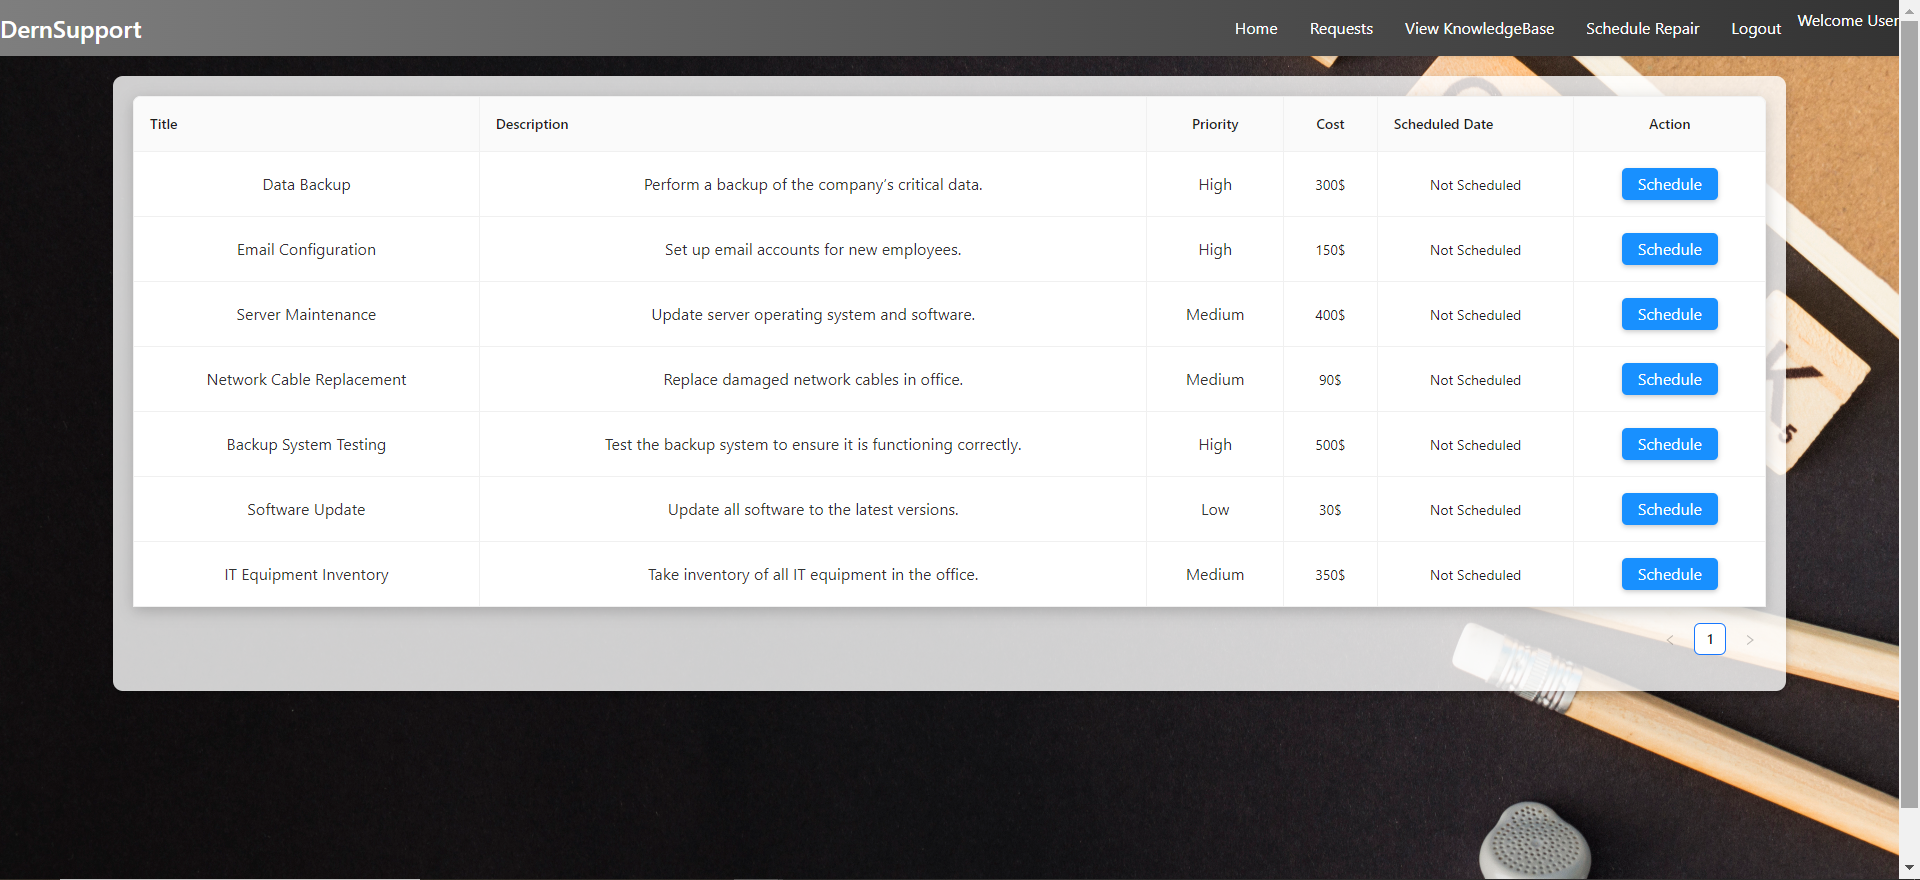 DernSupport
Home Requests View KnowledgeBase Schedule Repair Logout Welcome User
Title Description Priority Cost Scheduled Date Action
Data Backup Perform a backup of the company’s critical data. High 300$ Not Scheduled Schedule
Email Configuration Set up email accounts for new employees. High 150$ Not Scheduled Schedule
Server Maintenance Update server operating system and software. Medium 400$ Not Scheduled Schedule
Network Cable Replacement Replace damaged network cables in office. Medium 90$ Not Scheduled Schedule
Backup System Testing Test the backup system to ensure it is functioning correctly. High 500$ Not Scheduled Schedule
Software Update Update all software to the latest versions. Low 30$ Not Scheduled Schedule
IT Equipment Inventory Take inventory of all IT equipment in the office. Medium 350$ Not Scheduled Schedule
< 1 >
K5